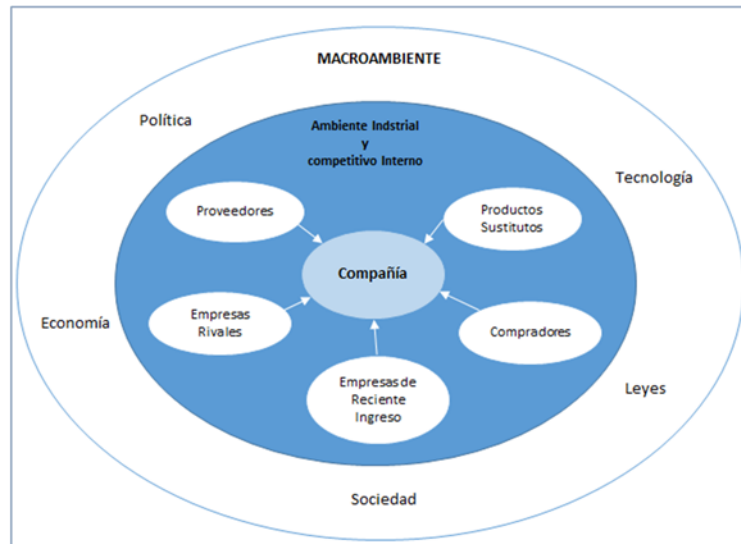 MACROAMBIENTE
Política
Ambiente Indstrial
y
competitivo Interno
Tecnología
Proveedores
Productos
Sustitutos
Compañía
Economía
Empresas
Rivales
Compradores
Empresas de
Reciente
Ingreso
Leyes
Sociedad